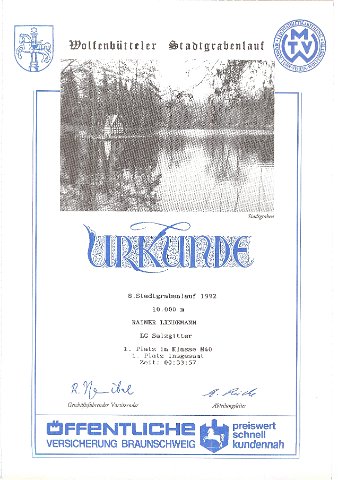 Wolfenbütteler Stadtgrabenlauf
MTV
Stadtgraben
URKUNDE
8.Stadtgrabenlauf 1992
10.000 m
RAINER
LG Salzgitter
1. Platz in Klasse M40
1. Platz insgesamt
Zeit: 00:33:57
Geschäftsführender Vorsitzender
Abteilungsleiter
ÖFFENTLICHE
VERSICHERUNG BRAUNSCHWEIG
preiswert
schnell
kundennah